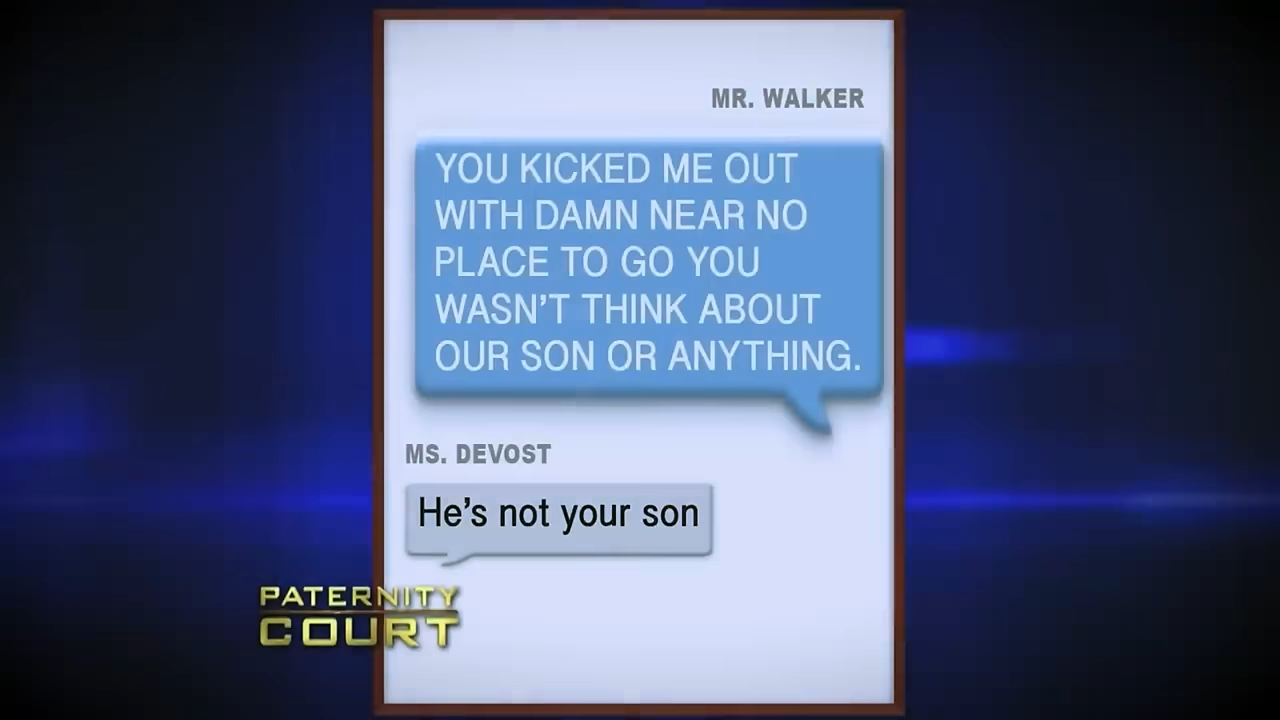 MR. WALKER
YOU KICKED ME OUT
WITH DAMN NEAR NO
PLACE TO GO YOU
WASN'T THINK ABOUT
OUR SON OR ANYTHING.
MS. DEVOST
He's not your son
PATERNITY
COURT